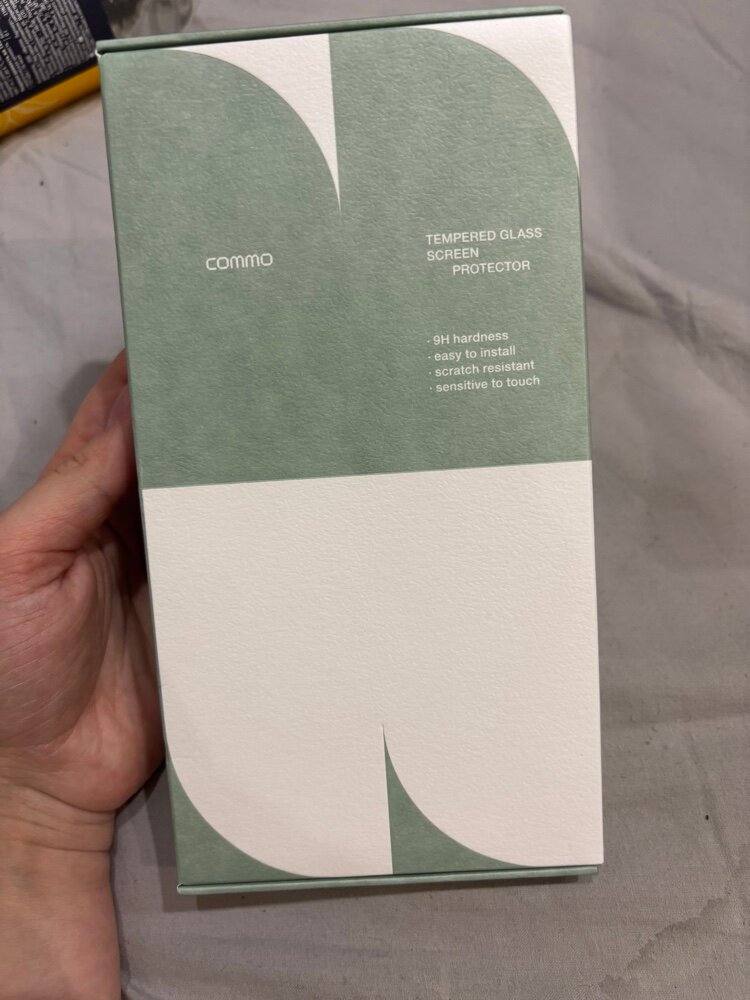 COMMO
TEMPERED GLASS
SCREEN
PROTECTOR
· 9H hardness
· easy to install
· scratch resistant
· sensitive to touch